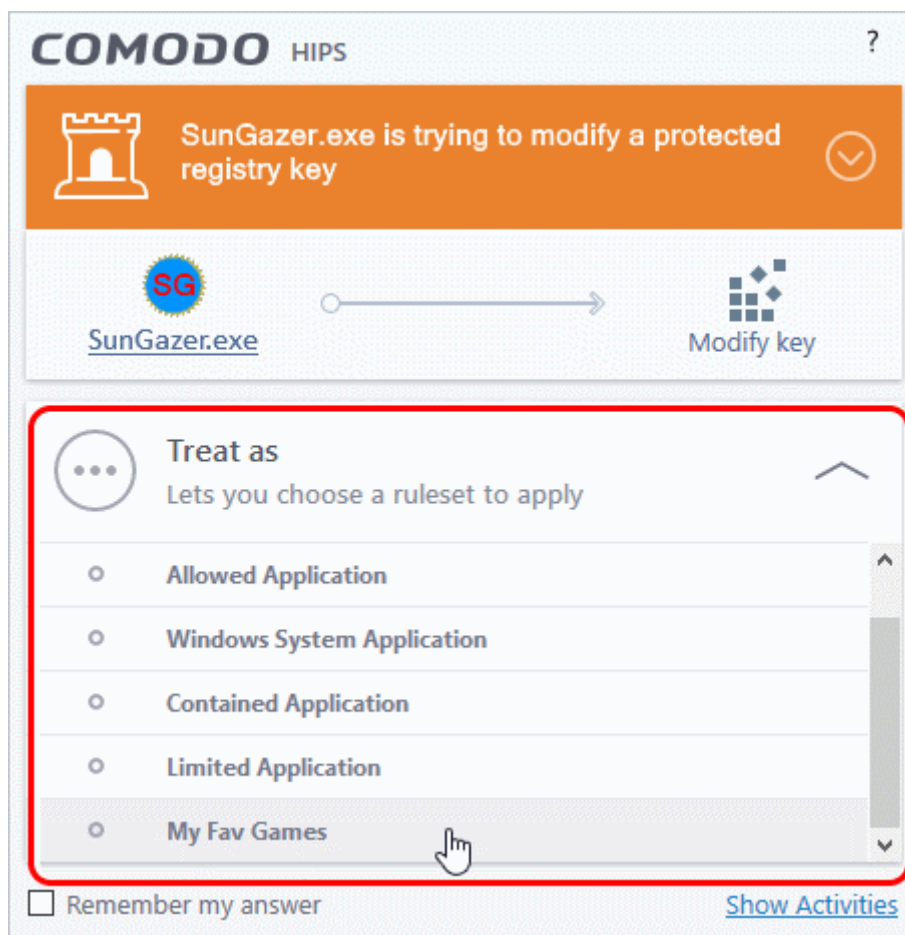 COMODO HIPS ?
SunGazer.exe is trying to modify a protected
registry key
SG
SunGazer.exe
Modify key
Treat as
Lets you choose a ruleset to apply
Allowed Application
Windows System Application
Contained Application
Limited Application
My Fav Games
Remember my answer
Show Activities